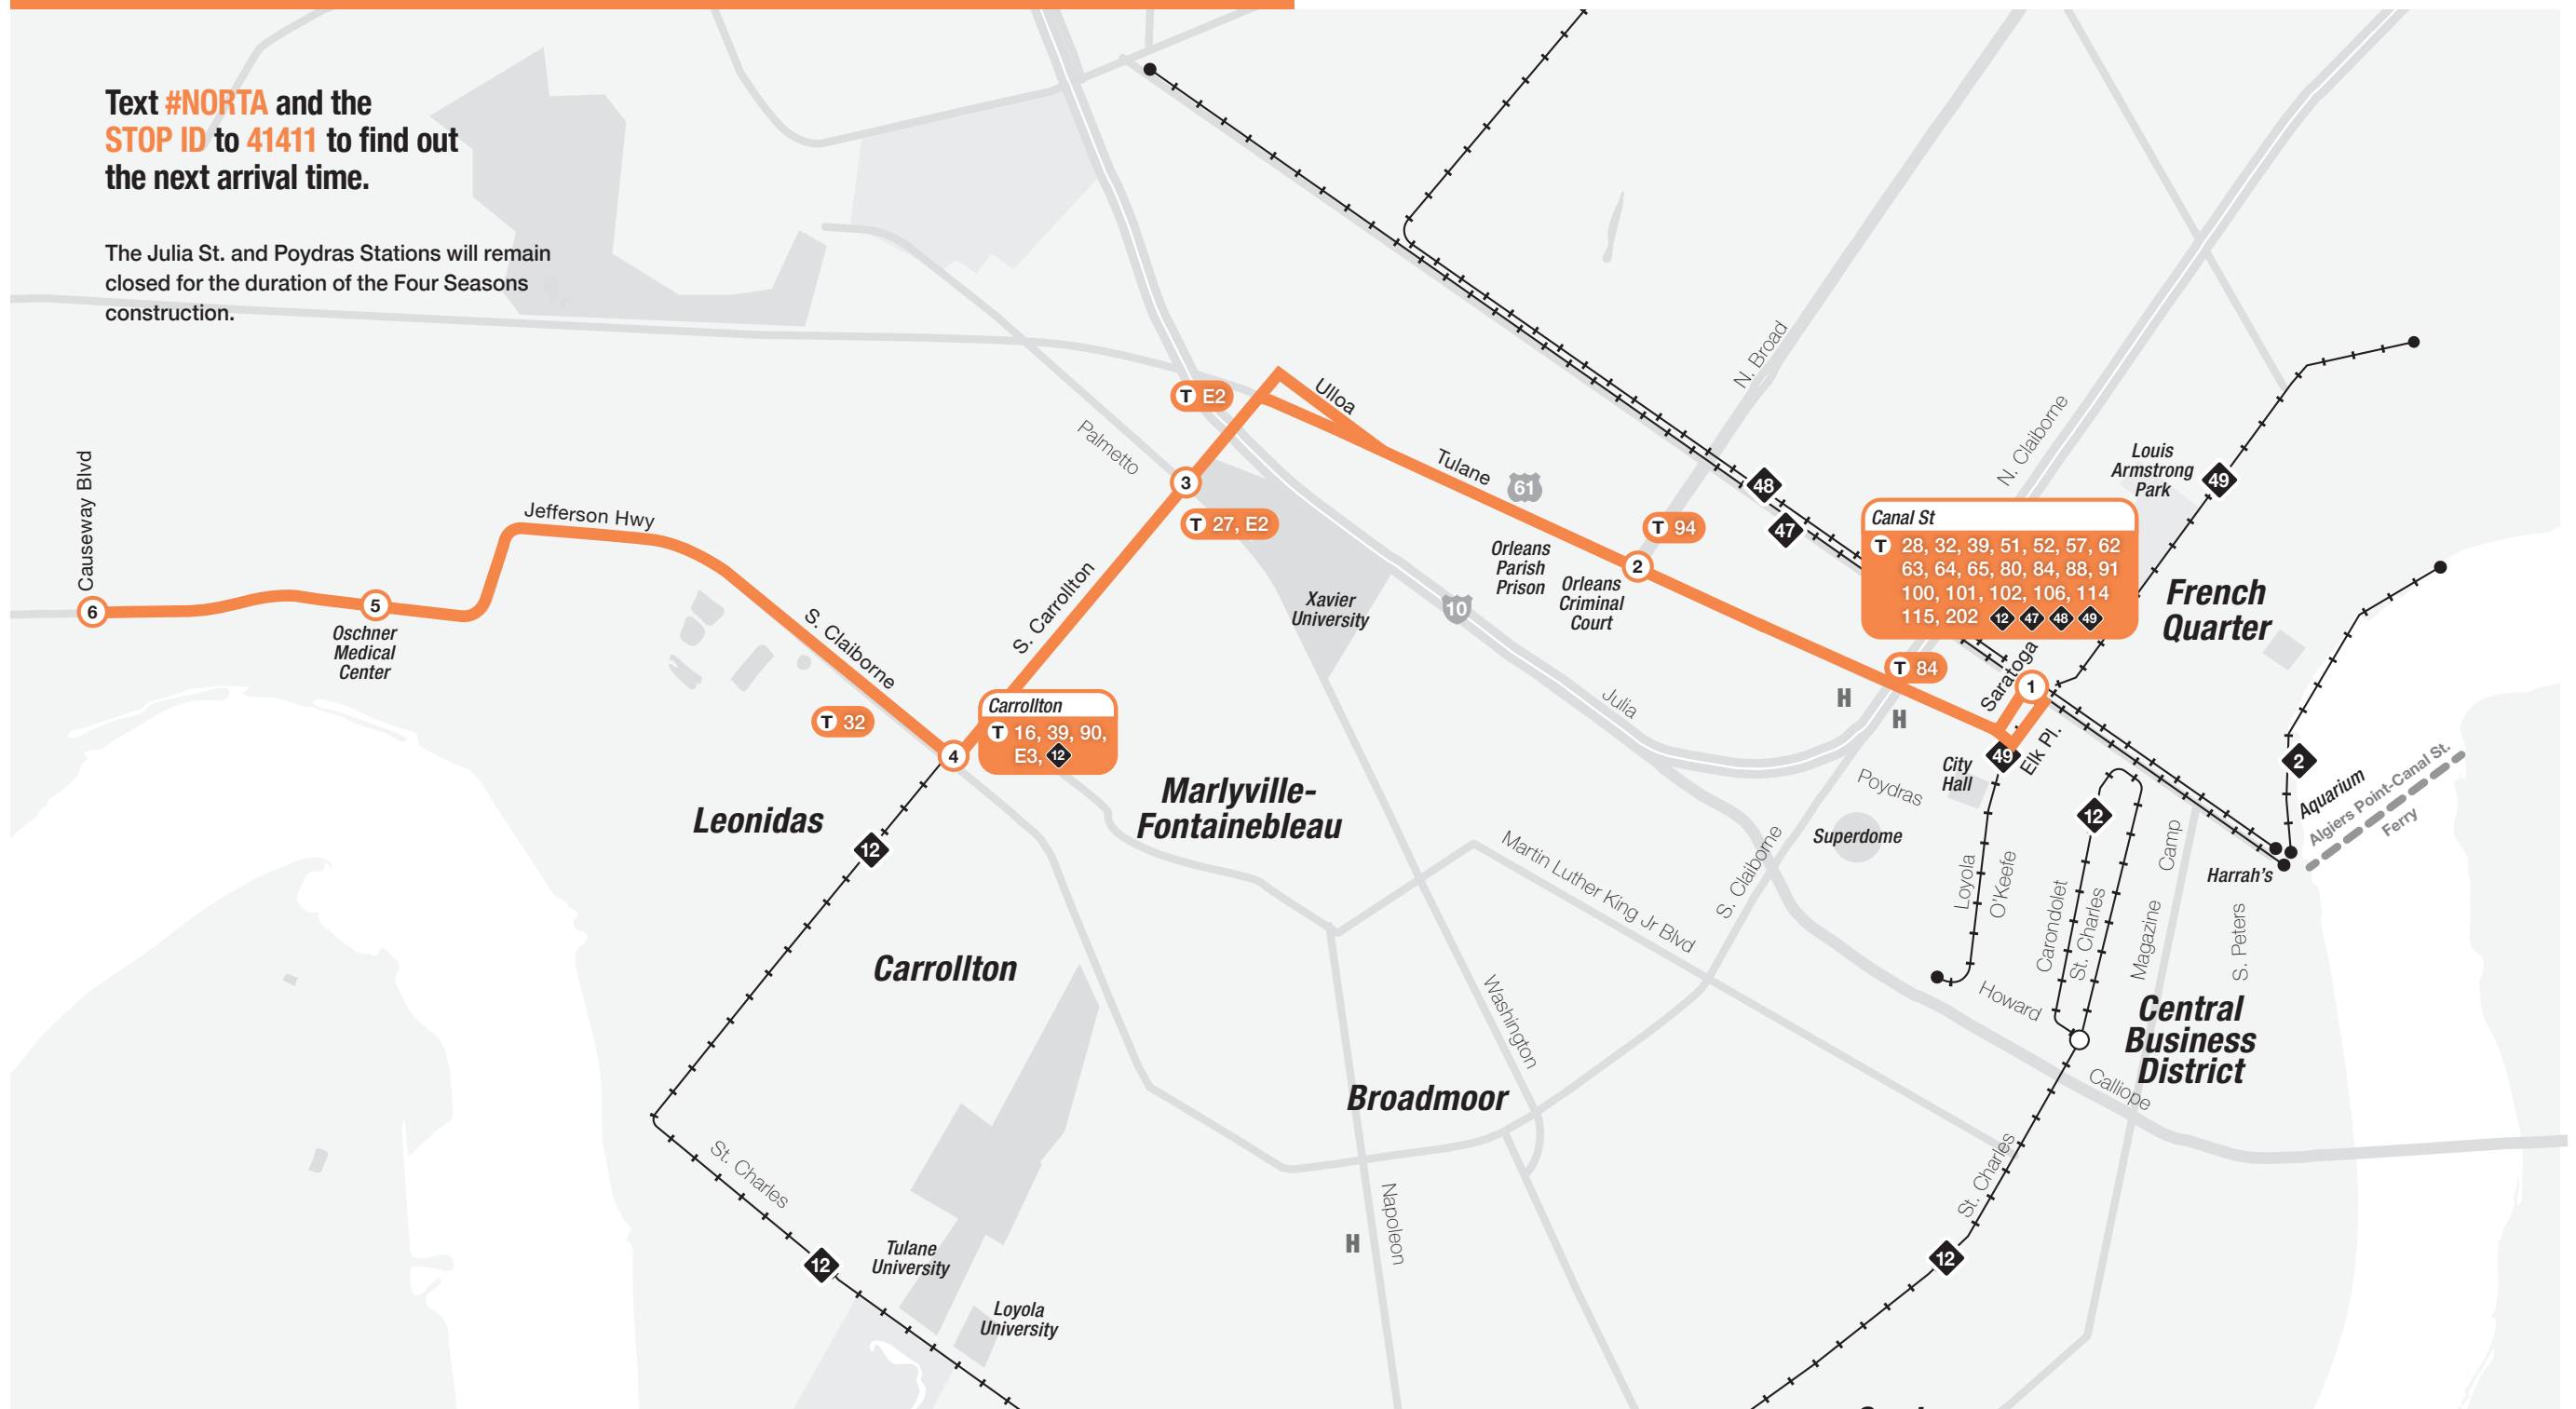 Text #NORTA and the
STOP ID to 41411 to find out
the next arrival time.
The Julia St. and Poydras Stations will remain
closed for the duration of the Four Seasons
construction.
Causeway Blvd
6
5
Oschner
Medical
Center
Jefferson Hwy
S. Claiborne
T 32
4
Carrollton
T 16, 39, 90,
E3, 12
S. Carrollton
Palmetto
3
T E2
T 27, E2
Ulloa
Tulane
61
Xavier
University
10
Orleans
Parish
Prison
Orleans
Criminal
Court
2
T 94
N. Broad
48
47
N. Claiborne
Louis
Armstrong
Park
49
Canal St
T 28, 32, 39, 51, 52, 57, 62
63, 64, 65, 80, 84, 88, 91
100, 101, 102, 106, 114
115, 202 12 47 48 49
French
Quarter
T 84
Saratoga
1
H
H
49
Elk Pl.
City
Hall
Julia
Poydras
Superdome
2
Aquarium
Algiers Point-Canal St.
Ferry
Harrah's
12
Loyola
O'Keefe
Carondolet
St. Charles
Camp
Magazine
S. Peters
Howard
Central
Business
District
Calliope
S. Claiborne
Martin Luther King Jr Blvd
Marlyville-
Fontainebleau
Leonidas
12
Carrollton
Washington
Broadmoor
Napoleon
H
St. Charles
12
Tulane
University
Loyola
University
St. Charles
12